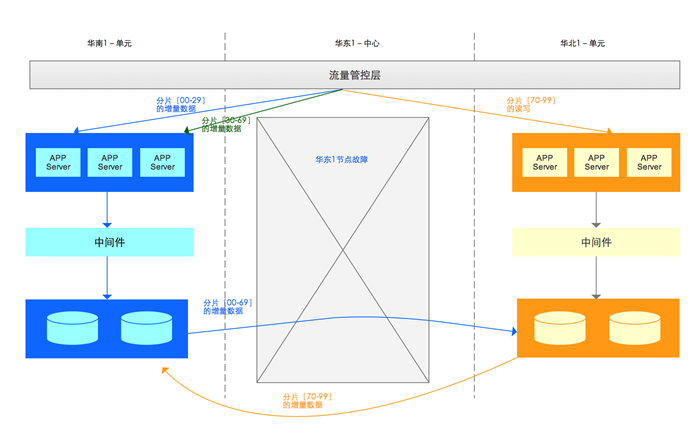 华南1－单元
华东1－中心
华北1－单元
流量管控层
分片［00-29］
的增量数据
分片［30-69］
的增量数据
分片［70-99］
的读写
APP
Server
APP
Server
APP
Server
华东1节点故障
APP
Server
APP
Server
APP
Server
中间件
中间件
分片［00-69］
的增量数据
分片［70-99］
的增量数据